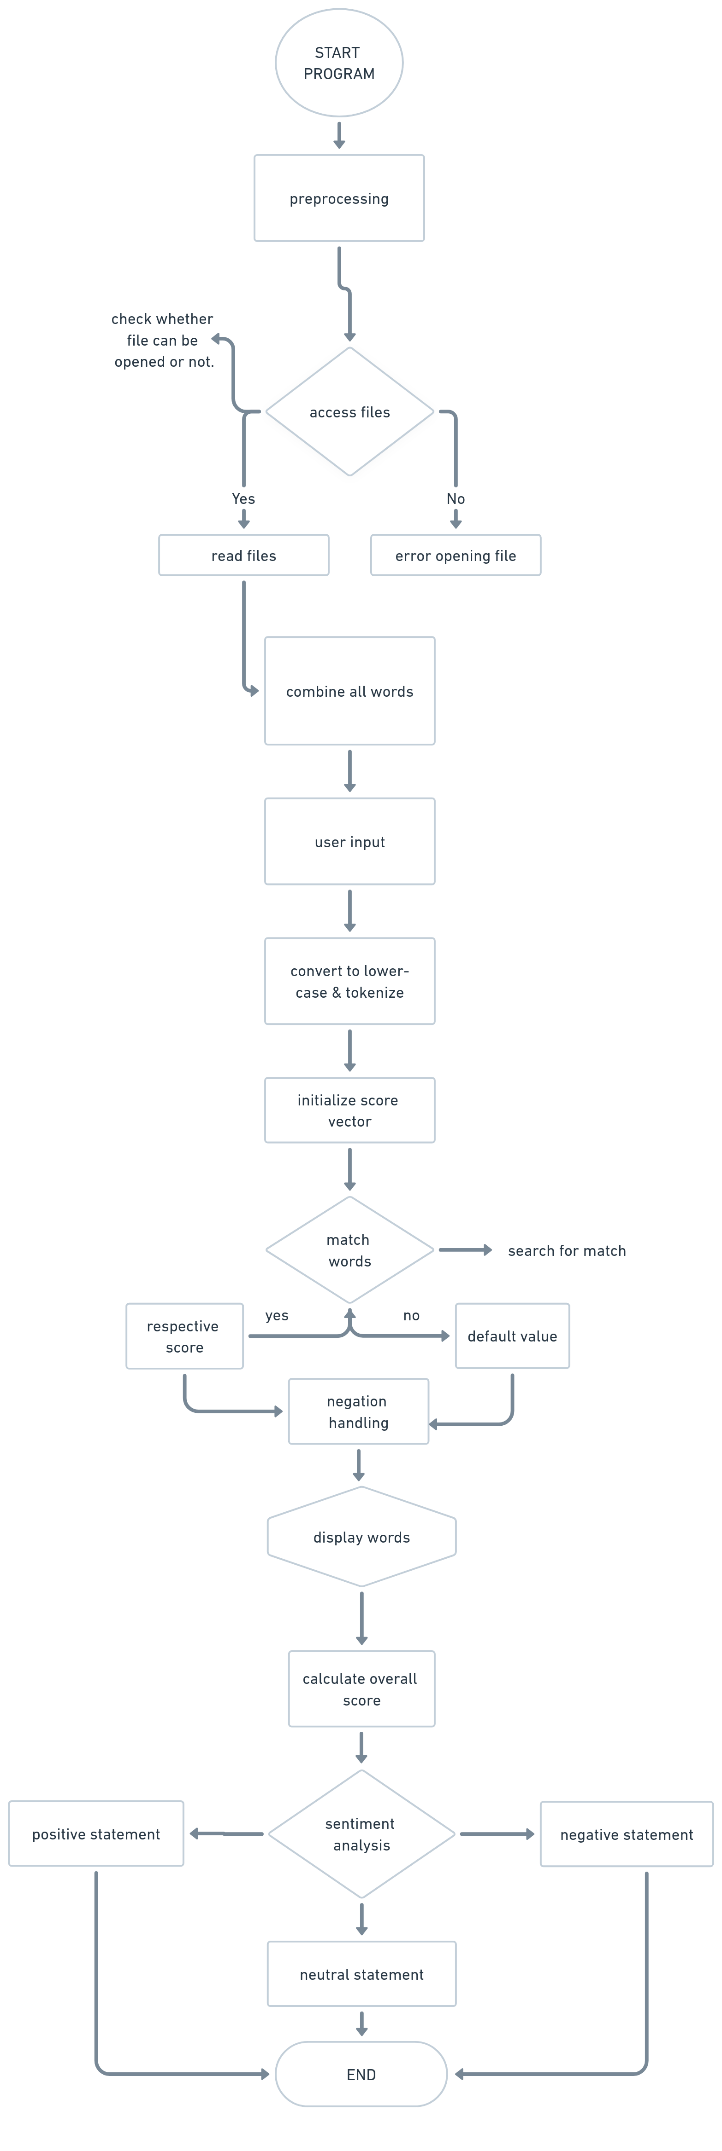 START
PROGRAM
preprocessing
check whether
file can be
opened or not.
access files
Yes
No
read files
error opening file
combine all words
user input
convert to lower-
case & tokenize
initialize score
vector
match
words
search for match
yes
no
respective
score
default value
negation
handling
display words
calculate overall
score
positive statement
sentiment
analysis
negative statement
neutral statement
END